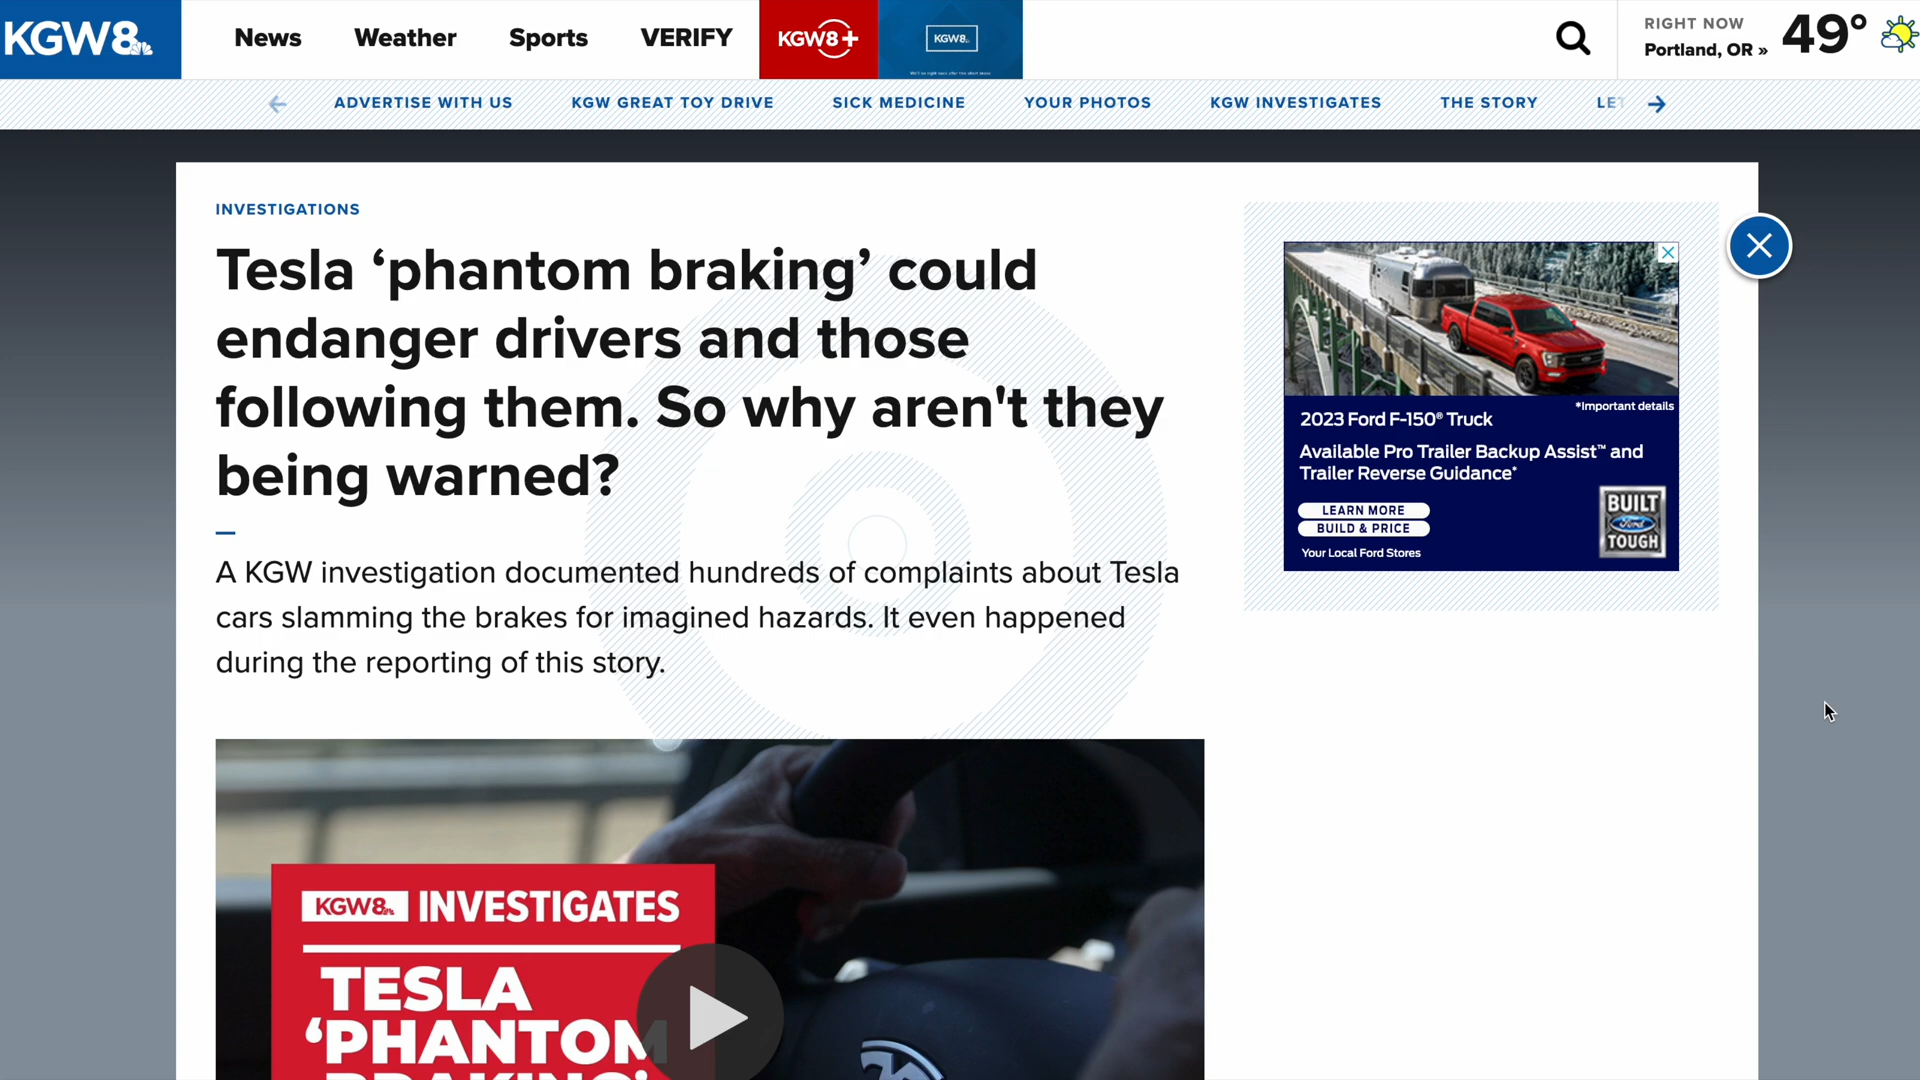 KGW8
News
Weather
Sports
VERIFY
KGW8+
KGW8
RIGHT NOW
Portland, OR »
49°
ADVERTISE WITH US
KGW GREAT TOY DRIVE
SICK MEDICINE
YOUR PHOTOS
KGW INVESTIGATES
THE STORY
LET
INVESTIGATIONS
Tesla ‘phantom braking’ could
endanger drivers and those
following them. So why aren't they
being warned?
A KGW investigation documented hundreds of complaints about Tesla
cars slamming the brakes for imagined hazards. It even happened
during the reporting of this story.
*Important details
2023 Ford F-150® Truck
Available Pro Trailer Backup Assist™ and
Trailer Reverse Guidance*
LEARN MORE
BUILD & PRICE
Your Local Ford Stores
BUILT
Ford
TOUGH
KGW8 INVESTIGATES
TESLA
‘PHANTOM
BRAKING’